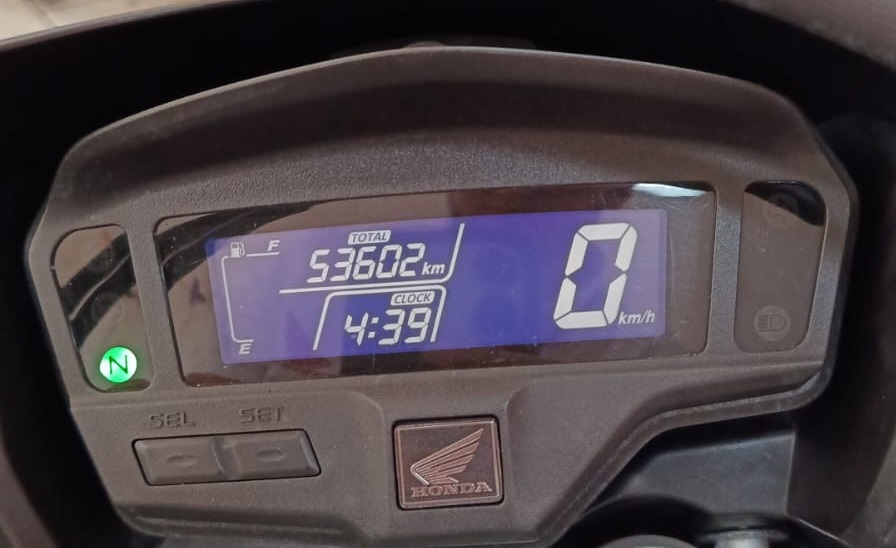 TOTAL
F 53602 km
CLOCK
4:39
E
0 km/h
N
SEL SET
HONDA